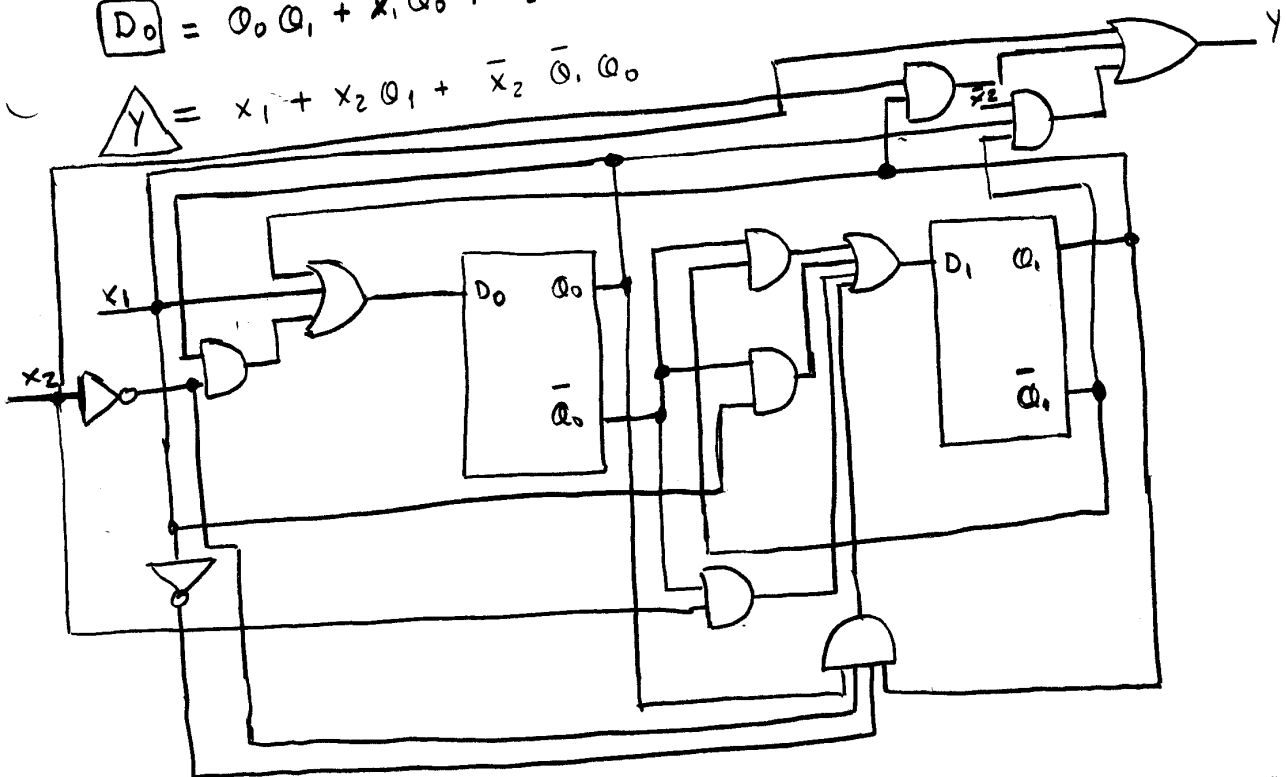 D₀ = Q₀ Q₁ + x₁ Q₀
Y = x₁ + x₂ Q₁ + x̄₂ Q̄₁ Q₀
Y
x̄₂
x₁
D₀ Q₀
D₁ Q₁
x₂
Q̄₀
Q̄₁